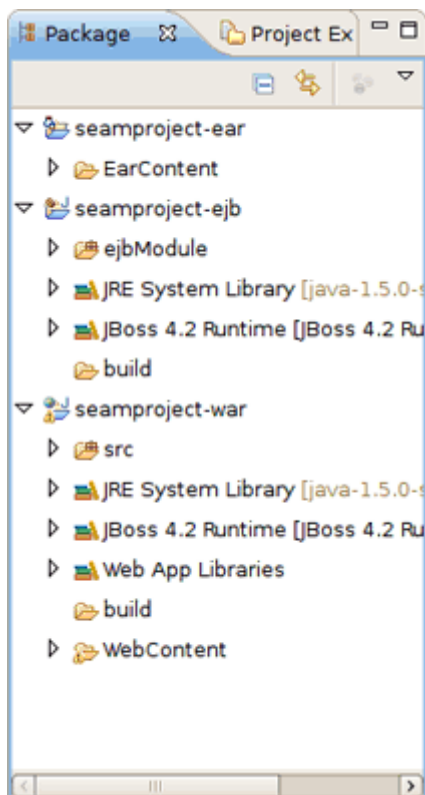 Package Project Ex
seamproject-ear
EarContent
seamproject-ejb
ejbModule
JRE System Library [java-1.5.0-s
JBoss 4.2 Runtime [JBoss 4.2 Ru
build
seamproject-war
src
JRE System Library [java-1.5.0-s
JBoss 4.2 Runtime [JBoss 4.2 Ru
Web App Libraries
build
WebContent